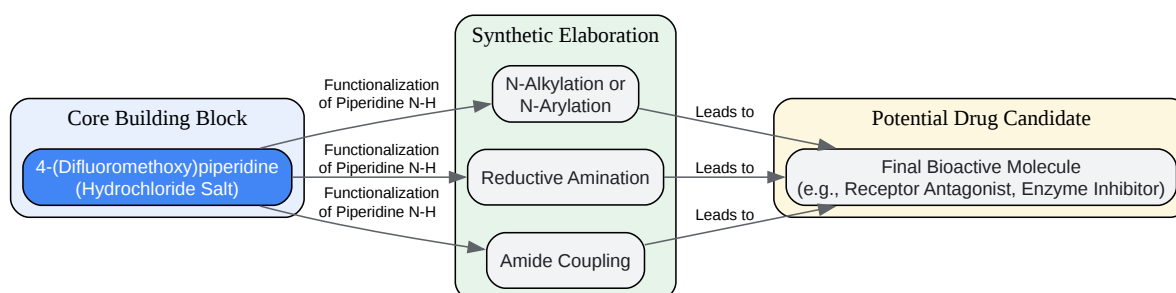 Core Building Block
4-(Difluoromethoxy)piperidine
(Hydrochloride Salt)
Functionalization
of Piperidine N-H
Functionalization
of Piperidine N-H
Functionalization
of Piperidine N-H
Synthetic Elaboration
N-Alkylation or
N-Arylation
Reductive Amination
Amide Coupling
Leads to
Leads to
Leads to
Potential Drug Candidate
Final Bioactive Molecule
(e.g., Receptor Antagonist, Enzyme Inhibitor)